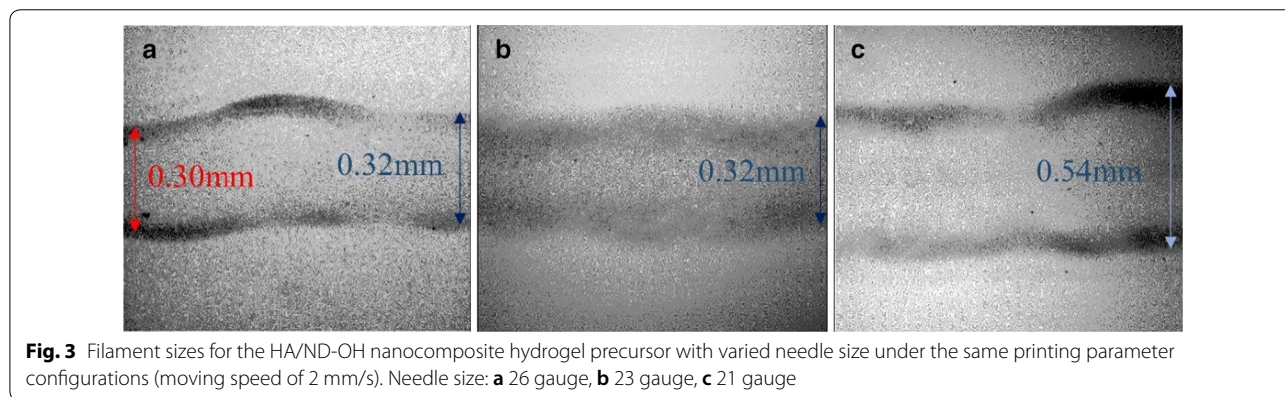 a
b
c
0.30mm
0.32mm
0.32mm
0.54mm
Fig. 3 Filament sizes for the HA/ND-OH nanocomposite hydrogel precursor with varied needle size under the same printing parameter
configurations (moving speed of 2 mm/s). Needle size: a 26 gauge, b 23 gauge, c 21 gauge